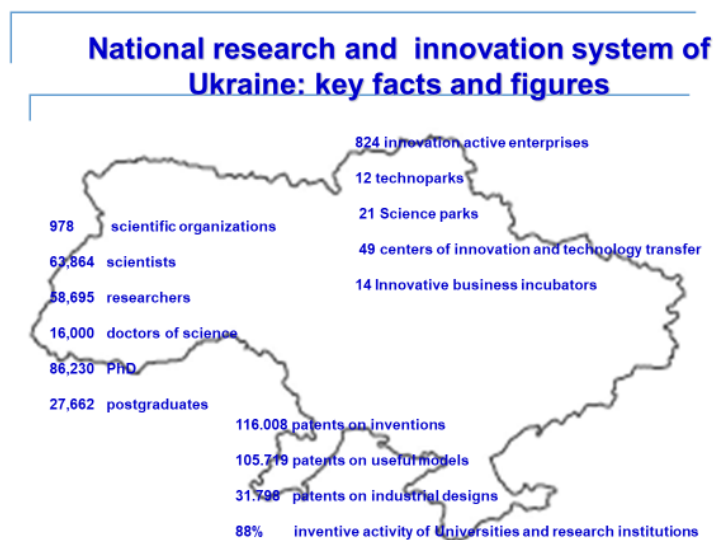 National research and innovation system of
Ukraine: key facts and figures
824 innovation active enterprises
12 technoparks
21 Science parks
49 centers of innovation and technology transfer
14 Innovative business incubators
978 scientific organizations
63,864 scientists
58,695 researchers
16,000 doctors of science
86,230 PhD
27,662 postgraduates
116.008 patents on inventions
105.719 patents on useful models
31.798 patents on industrial designs
88% inventive activity of Universities and research institutions